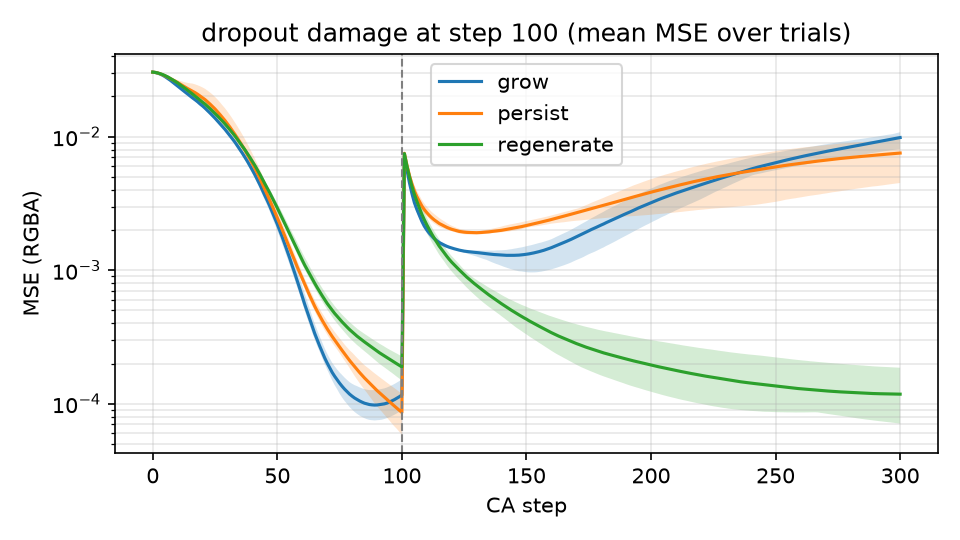 dropout damage at step 100 (mean MSE over trials)
grow
persist
regenerate
MSE (RGBA)
10⁻²
10⁻³
10⁻⁴
0 50 100 150 200 250 300
CA step